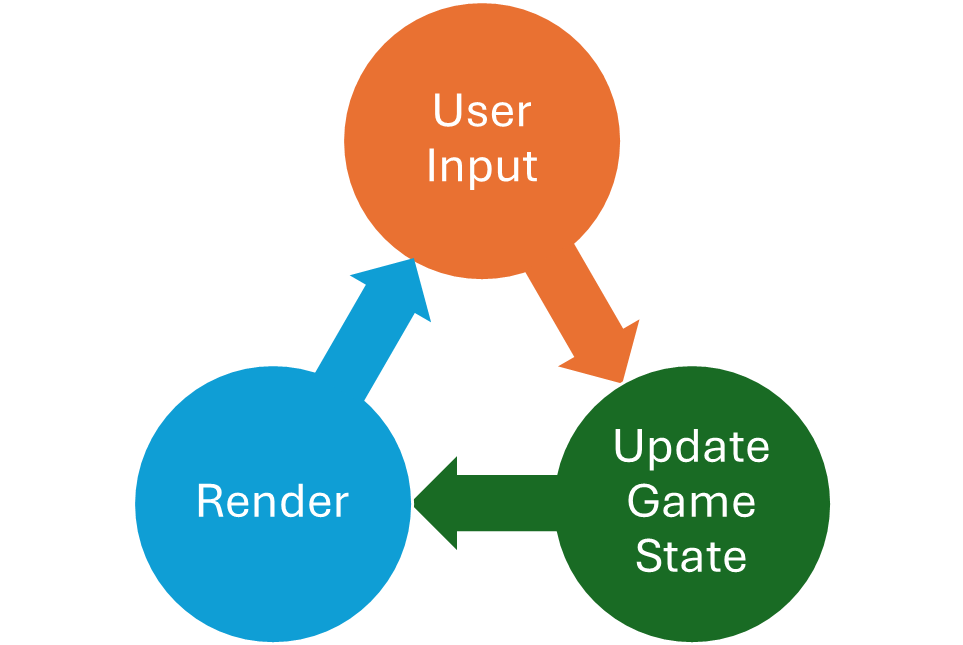 User
Input
Update
Game
State
Render